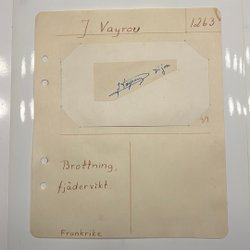 J Vayrou
1263
Brottning,
fjädervikt
Frankrike